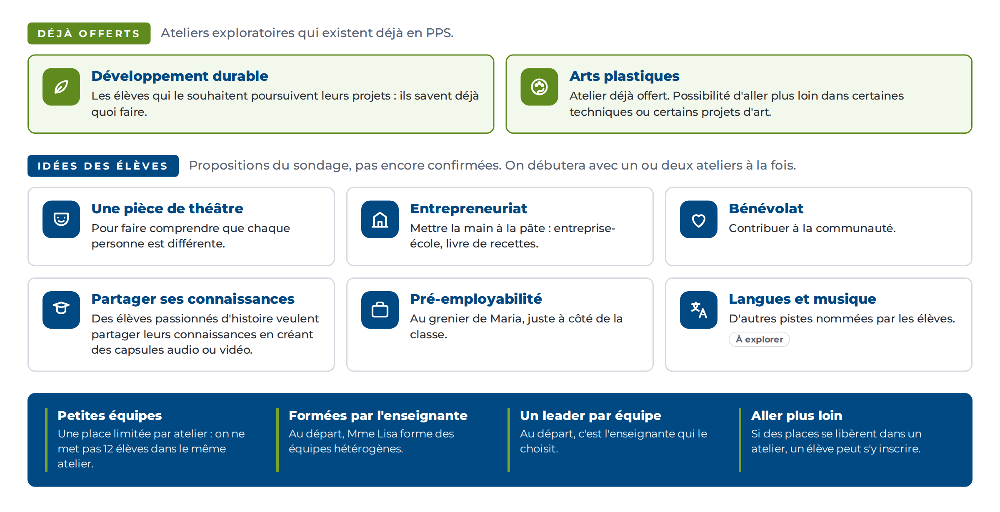 DÉJÀ OFFERTS
Ateliers exploratoires qui existent déjà en PPS.
Développement durable
Les élèves qui le souhaitent poursuivent leurs projets : ils savent déjà
quoi faire.
Arts plastiques
Atelier déjà offert. Possibilité d'aller plus loin dans certaines
techniques ou certains projets d'art.
IDÉES DES ÉLÈVES
Propositions du sondage, pas encore confirmées. On débutera avec un ou deux ateliers à la fois.
Une pièce de théâtre
Pour faire comprendre que chaque
personne est différente.
Entrepreneuriat
Mettre la main à la pâte : entreprise-
école, livre de recettes.
Bénévolat
Contribuer à la communauté.
Partager ses connaissances
Des élèves passionnés d'histoire veulent
partager leurs connaissances en créant
des capsules audio ou vidéo.
Pré-employabilité
Au grenier de Maria, juste à côté de la
classe.
Langues et musique
D'autres pistes nommées par les élèves.
À explorer
Petites équipes
Une place limitée par atelier : on ne
met pas 12 élèves dans le même
atelier.
Formées par l'enseignante
Au départ, Mme Lisa forme des
équipes hétérogènes.
Un leader par équipe
Au départ, c'est l'enseignante qui le
choisit.
Aller plus loin
Si des places se libèrent dans un
atelier, un élève peut s'y inscrire.